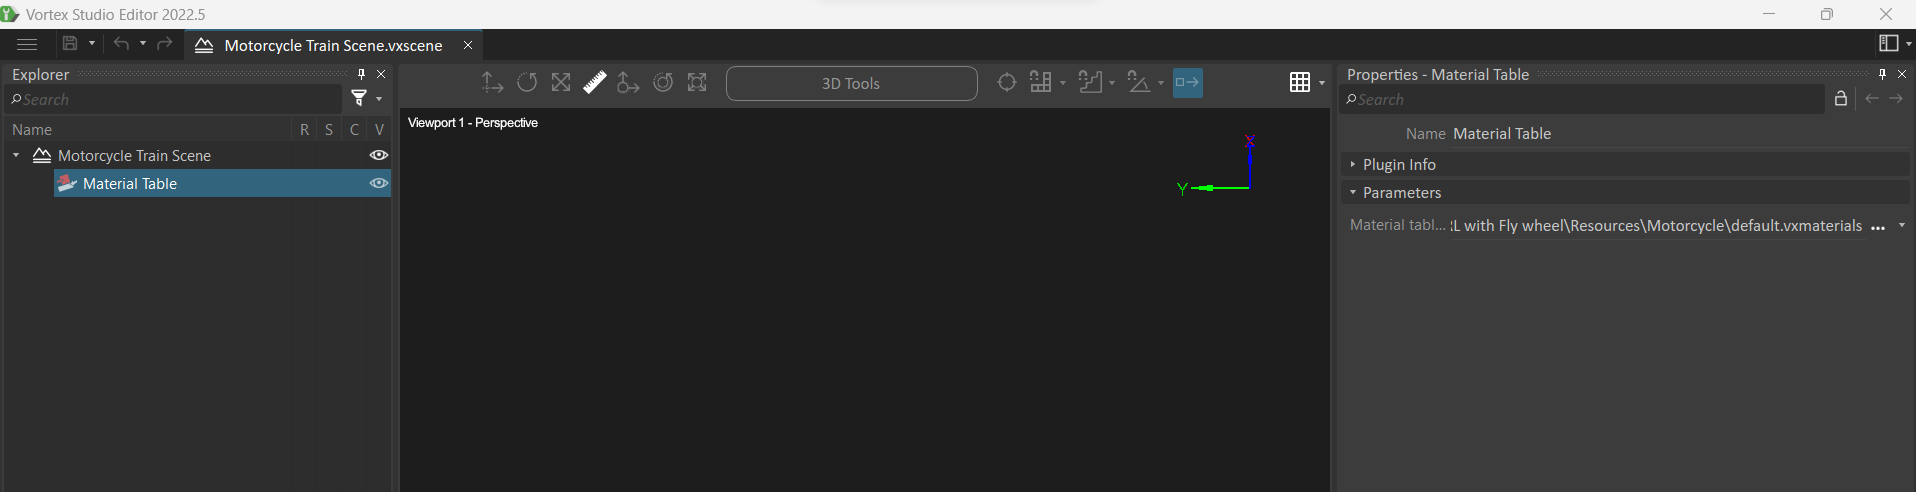 Vortex Studio Editor 2022.5
Motorcycle Train Scene.vxscene
Explorer
Search
Name R S C V
Motorcycle Train Scene
Material Table
3D Tools
Viewport 1 - Perspective
X
Y
Properties - Material Table
Search
Name Material Table
Plugin Info
Parameters
Material tabl... :L with Fly wheel\Resources\Motorcycle\default.vxmaterials ...